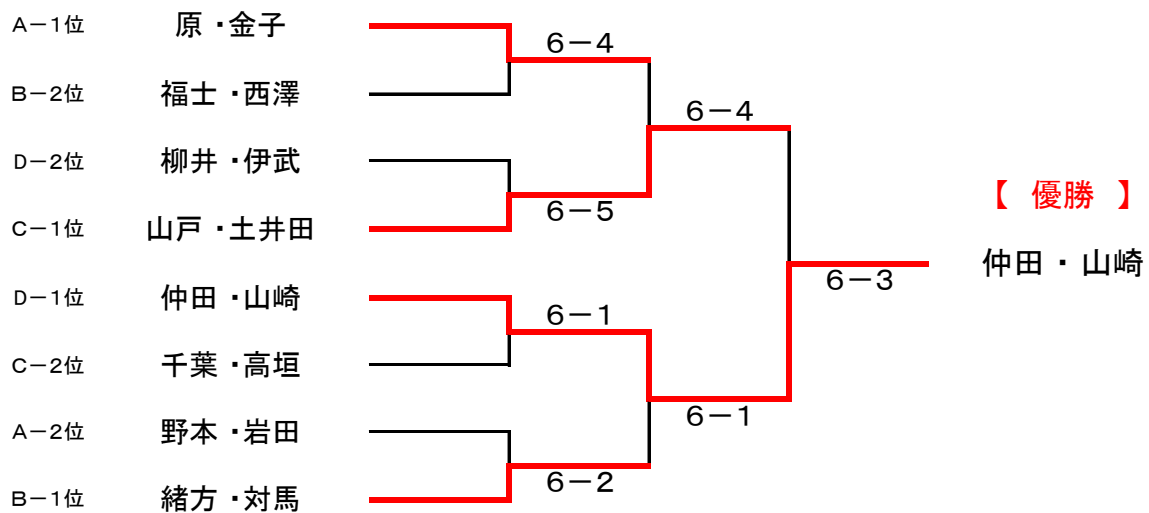 A－1位 原・金子
6－4
B－2位 福士・西澤
6－4
D－2位 柳井・伊武
【 優勝 】
6－5
C－1位 山戸・土井田
仲田・山崎
6－3
D－1位 仲田・山崎
6－1
C－2位 千葉・高垣
6－1
A－2位 野本・岩田
6－2
B－1位 緒方・対馬